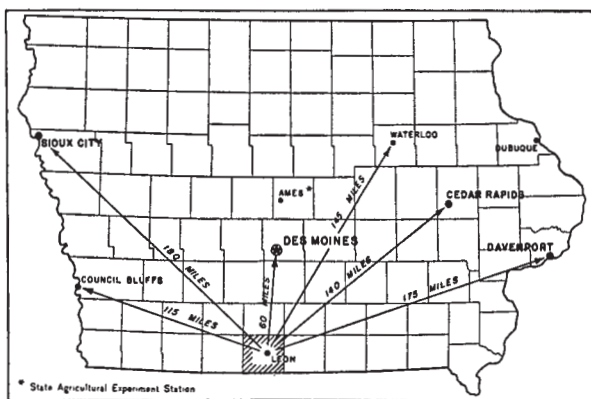 SIOUX CITY
WATERLOO
DUBUQUE
AMES *
CEDAR RAPIDS
145 MILES
DES MOINES
DAVENPORT
180 MILES
COUNCIL BLUFFS
60 MILES
140 MILES
175 MILES
115 MILES
LEON
* State Agricultural Experiment Station